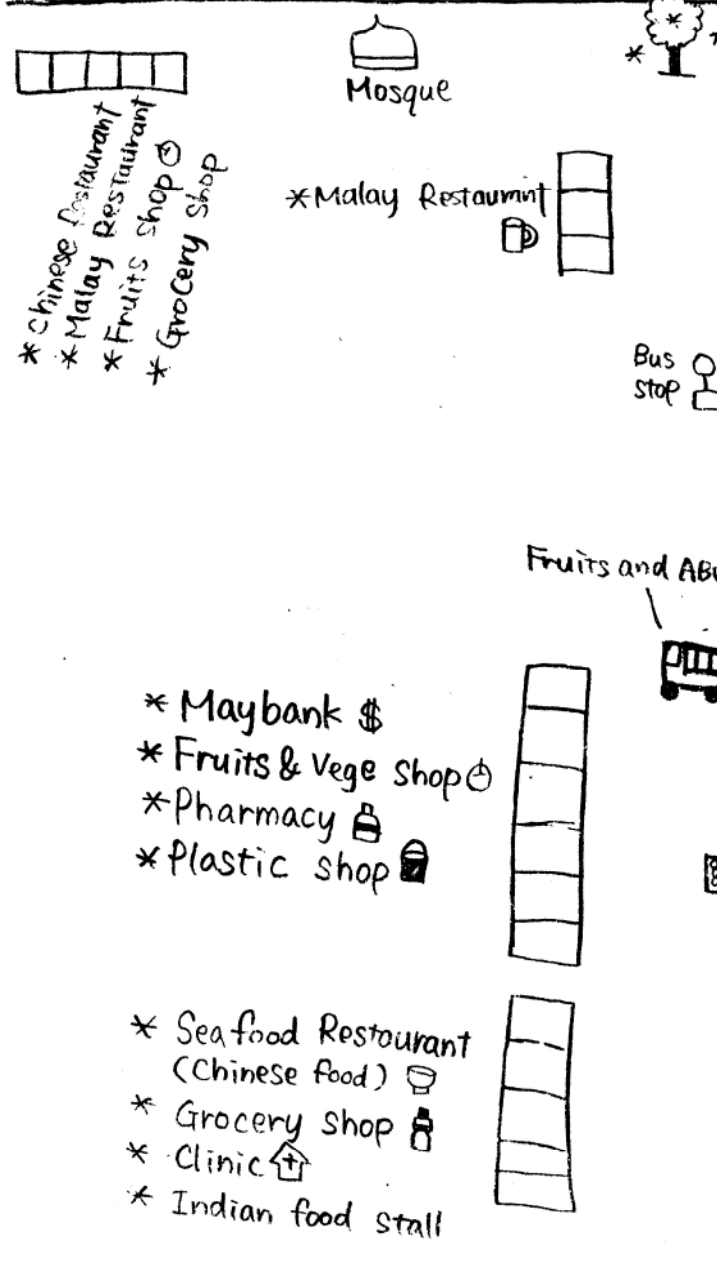 Mosque
* Chinese Restaurant
* Malay Restaurant
* Fruits shop
* Grocery Shop
* Malay Restaurant
Bus
stop
Fruits and
* Maybank $
* Fruits & Vege Shop
* Pharmacy
* Plastic shop
* Seafood Restourant
(Chinese food)
* Grocery shop
* Clinic
* Indian food stall